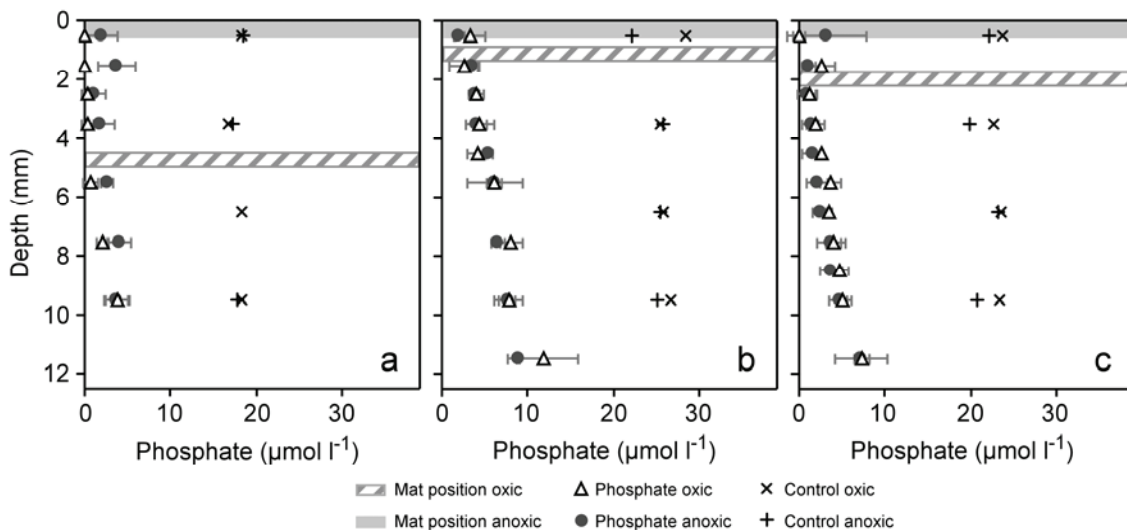 0
2
4
6
8
10
12
Depth (mm)
a
b
c
0 10 20 30
0 10 20 30
0 10 20 30
Phosphate (µmol l⁻¹)
Phosphate (µmol l⁻¹)
Phosphate (µmol l⁻¹)
Mat position oxic Phosphate oxic Control oxic
Mat position anoxic Phosphate anoxic Control anoxic